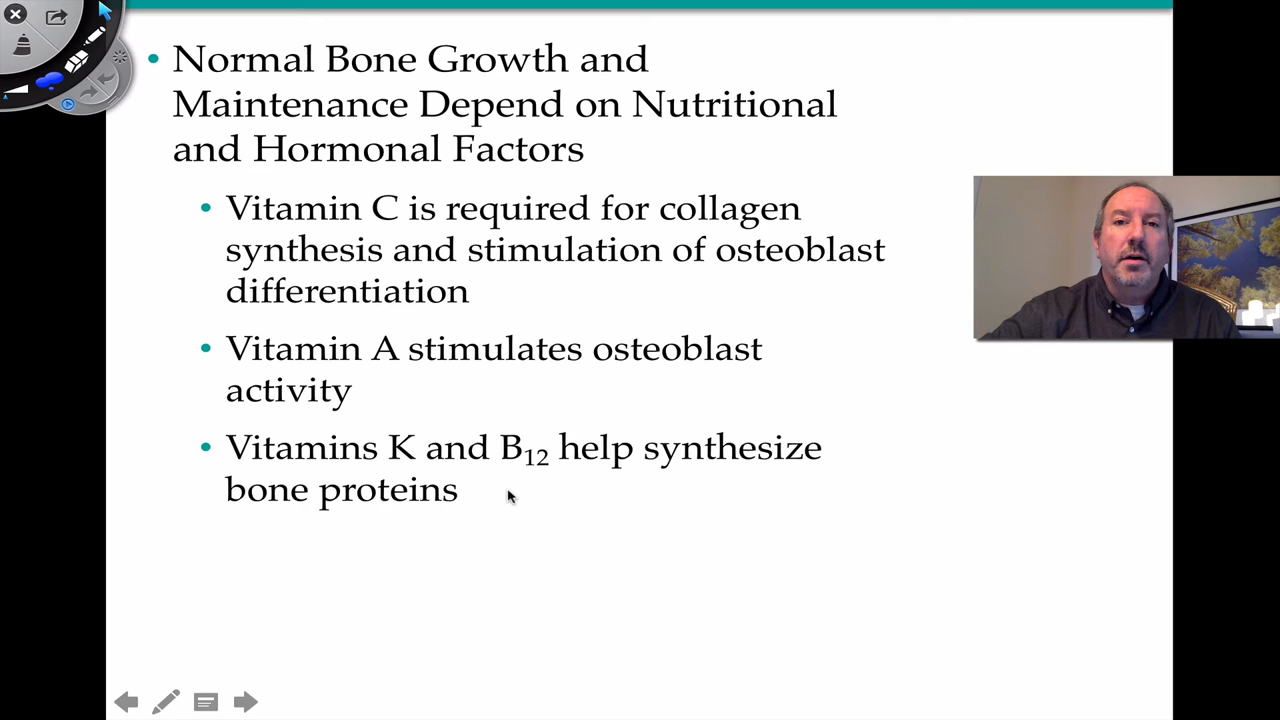 • Normal Bone Growth and
Maintenance Depend on Nutritional
and Hormonal Factors
• Vitamin C is required for collagen
synthesis and stimulation of osteoblast
differentiation
• Vitamin A stimulates osteoblast
activity
• Vitamins K and B₁₂ help synthesize
bone proteins